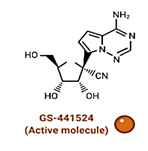 NH₂
N
N
N
HO
CN
HO
OH
GS-441524
(Active molecule)